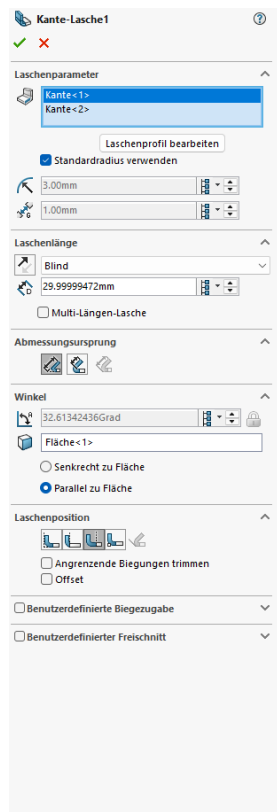 Kante-Lasche1
Laschenparameter
Kante<1>
Kante<2>
Laschenprofil bearbeiten
Standardradius verwenden
3.00mm
1.00mm
Laschenlänge
Blind
29.99999472mm
Multi-Längen-Lasche
Abmessungsursprung
Winkel
32.61342436Grad
Fläche<1>
Senkrecht zu Fläche
Parallel zu Fläche
Laschenposition
Angrenzende Biegungen trimmen
Offset
Benutzerdefinierte Biegezugabe
Benutzerdefinierter Freischnitt